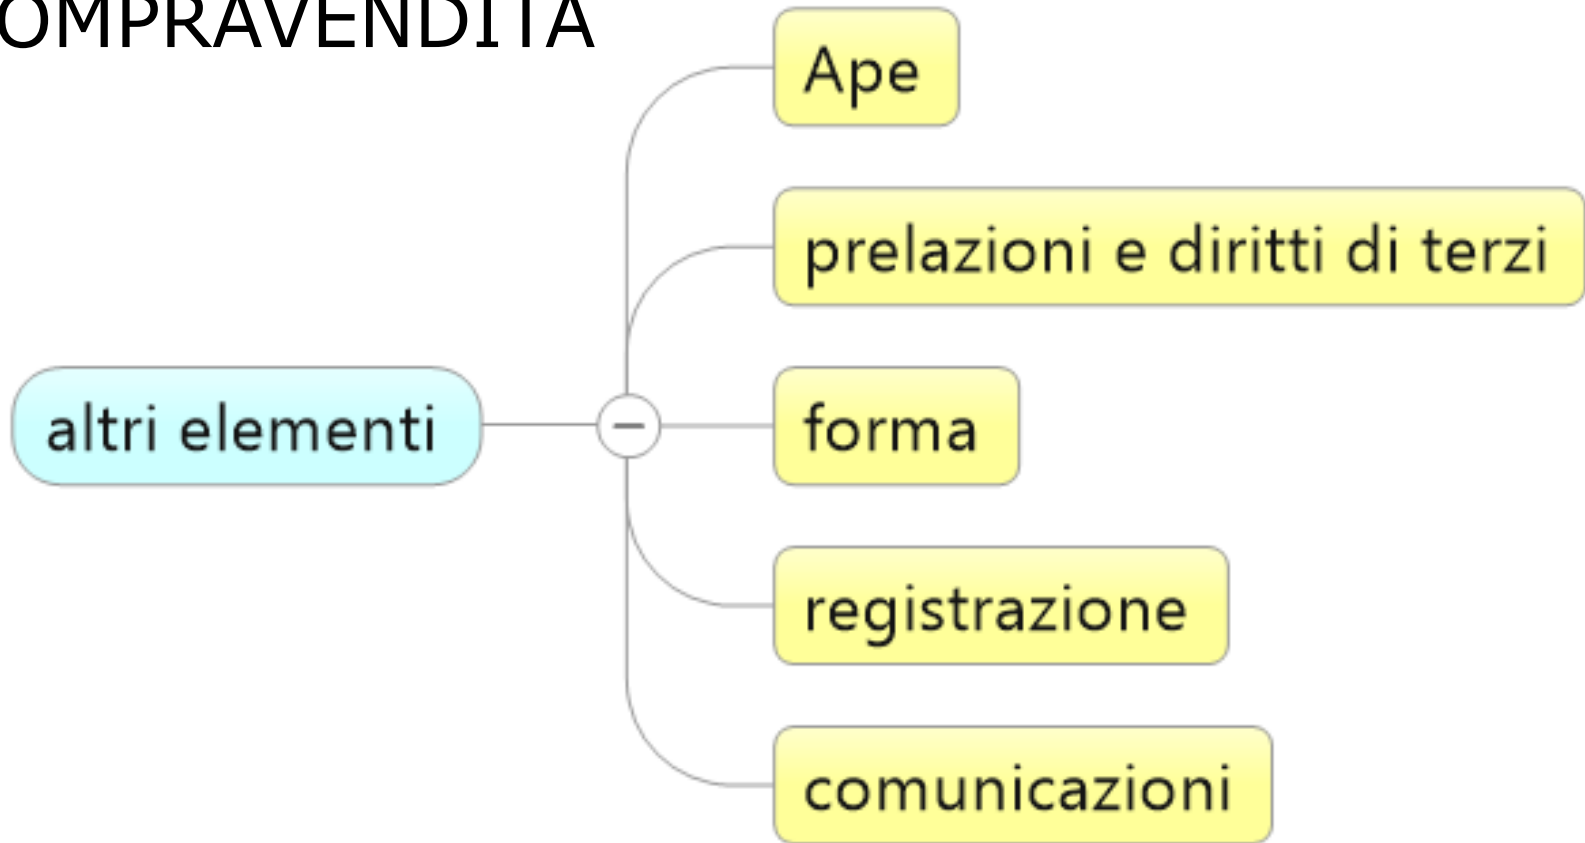 OMPRAVENDITA
Ape
prelazioni e diritti di terzi
altri elementi
forma
registrazione
comunicazioni